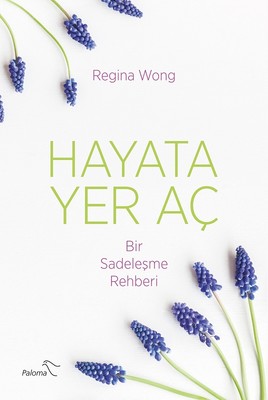 Regina Wong
HAYATA
YER AÇ
Bir
Sadeleşme
Rehberi
Paloma